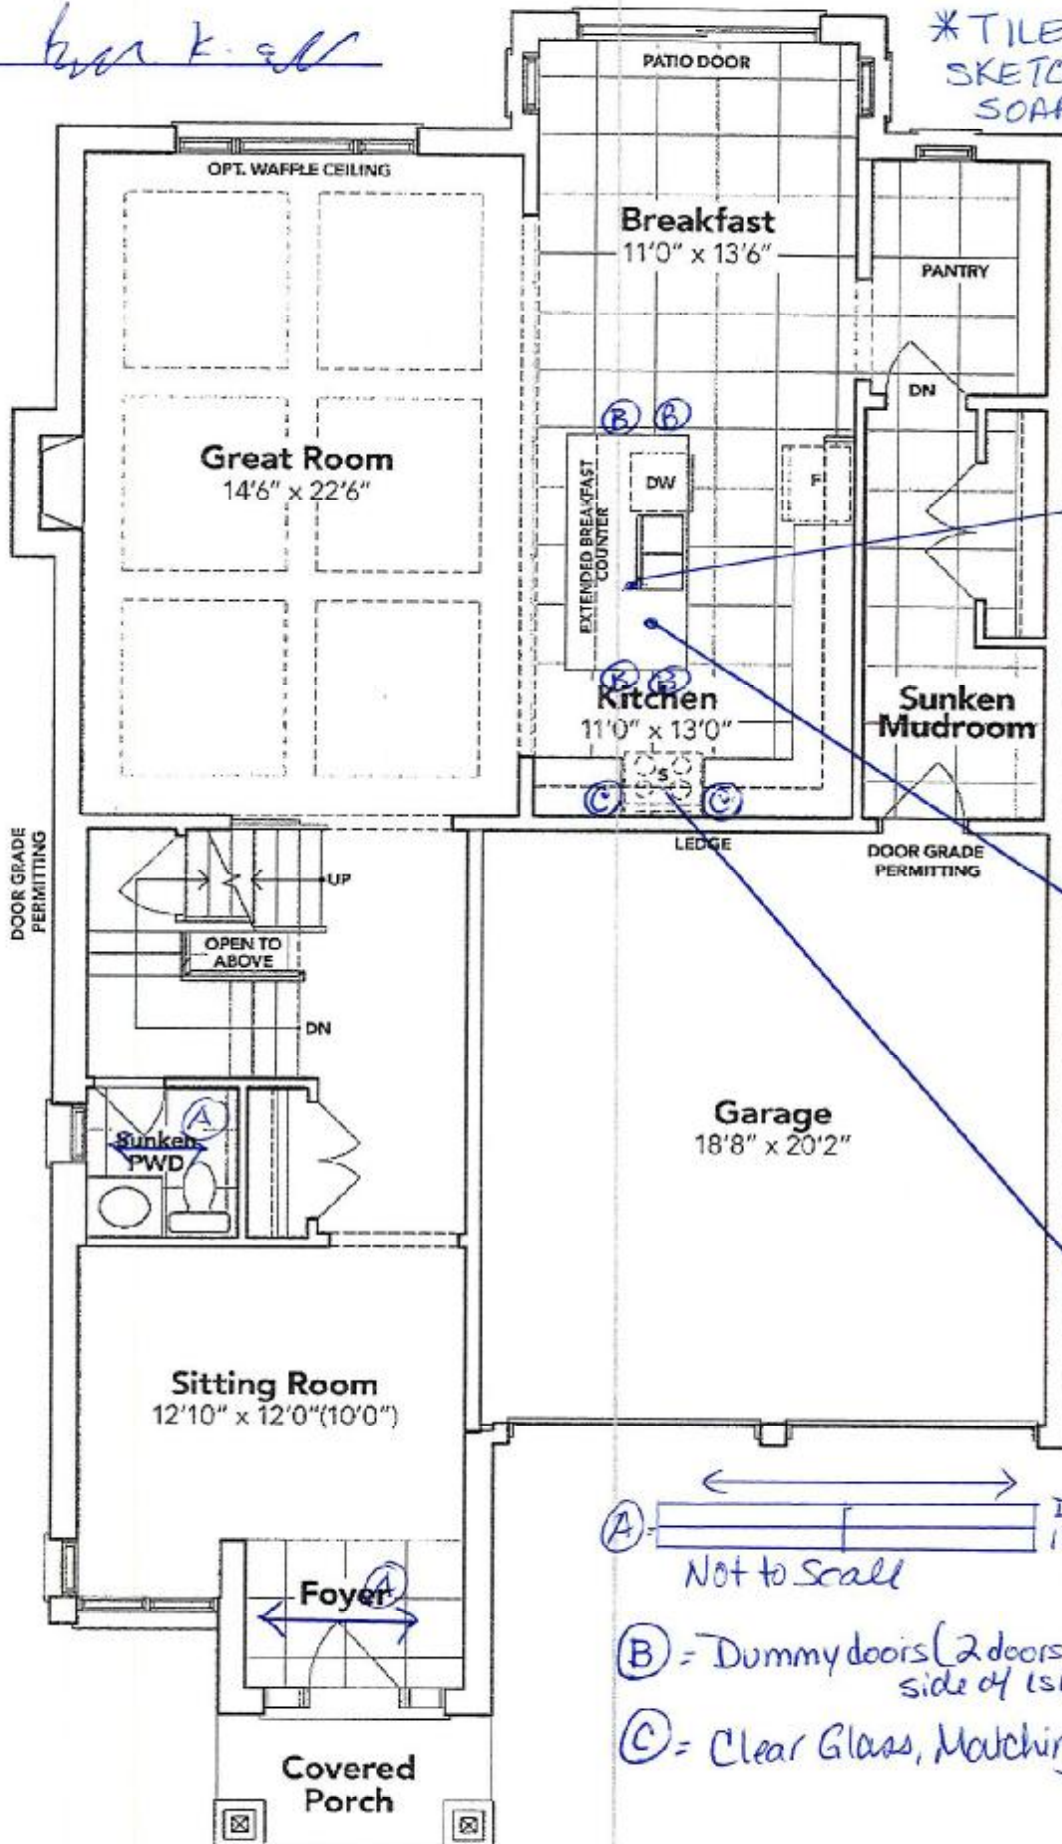 * TILE
SKETC
SOA
PATIO DOOR
OPT. WAFFLE CEILING
Breakfast
11'0" x 13'6"
PANTRY
DN
B B
Great Room
14'6" x 22'6"
DW
F
EXTENDED BREAKFAST
COUNTER
B B
Kitchen
11'0" x 13'0"
Sunken
Mudroom
S
C C
LEDGE
DOOR GRADE
PERMITTING
DOOR GRADE
PERMITTING
UP
OPEN TO
ABOVE
DN
A
Sunken
PWD
Garage
18'8" x 20'2"
Sitting Room
12'10" x 12'0"(10'0")
A =
Not to Scale
Foyer A
B = Dummy doors (2 doors
side of isl
C = Clear Glass, Matchin
Covered
Porch